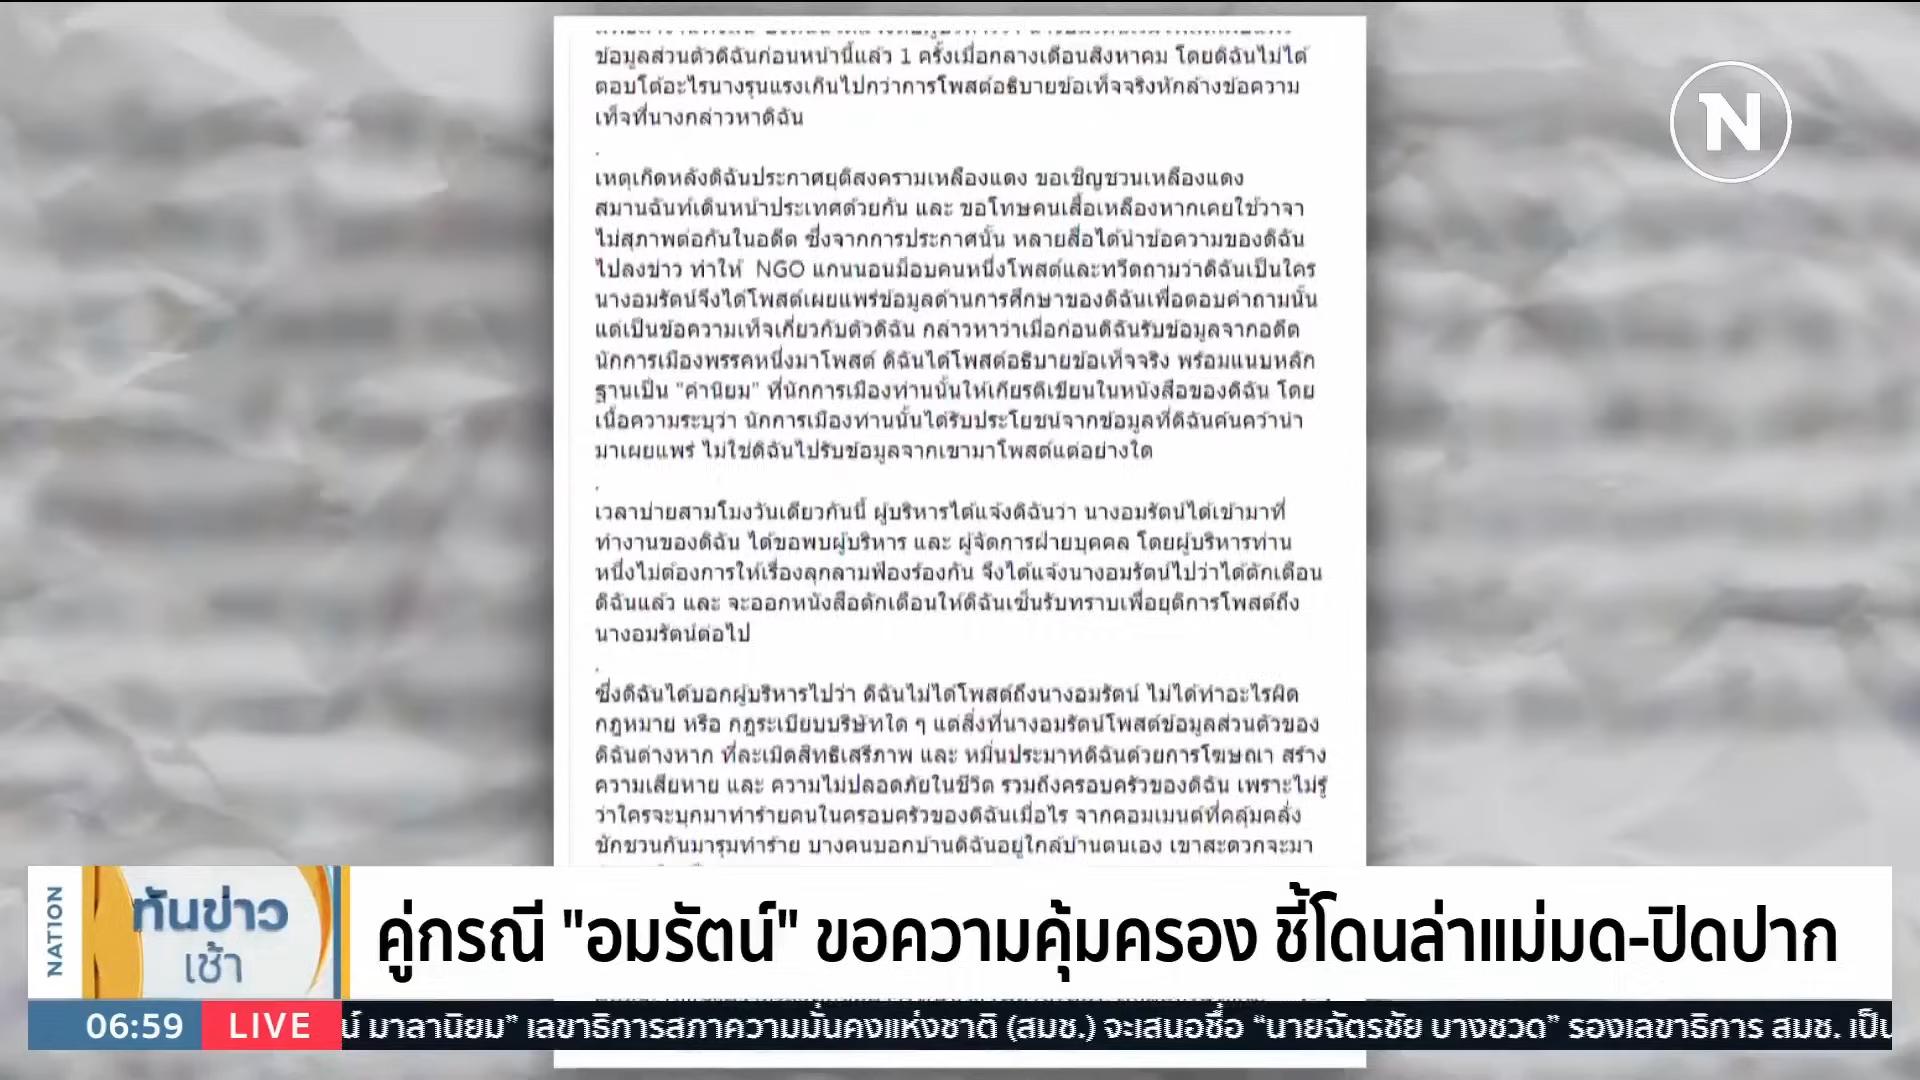 ข้อมูลส่วนตัวดิฉันก่อนหน้านี้แล้ว 1 ครั้งเมื่อกลางเดือนสิงหาคม โดยดิฉันไม่ได้
ตอบโต้อะไรนางรุนแรงเกินไปกว่าการโพสต์อธิบายข้อเท็จจริงหักล้างข้อความ
เท็จที่นางกล่าวหาดิฉัน
.
เหตุเกิดหลังดิฉันประกาศยุติสงครามเหลืองแดง ขอเชิญชวนเหลืองแดง
สมานฉันท์เดินหน้าประเทศด้วยกัน และ ขอโทษคนเสื้อเหลืองหากเคยใช้วาจา
ไม่สุภาพต่อกันในอดีต ซึ่งจากการประกาศนั้น หลายสื่อได้นำข้อความของดิฉัน
ไปลงข่าว ทำให้ NGO แกนนอนม็อบคนหนึ่งโพสต์และทวีตถามว่าดิฉันเป็นใคร
นางอมรัตน์จึงได้โพสต์เผยแพร่ข้อมูลด้านการศึกษาของดิฉันเพื่อตอบคำถามนั้น
แต่เป็นข้อความเท็จเกี่ยวกับตัวดิฉัน กล่าวหาว่าเมื่อก่อนดิฉันรับข้อมูลจากอดีต
นักการเมืองพรรคหนึ่งมาโพสต์ ดิฉันได้โพสต์อธิบายข้อเท็จจริง พร้อมแนบหลัก
ฐานเป็น "คำนิยม" ที่นักการเมืองท่านนั้นให้เกียรติเขียนในหนังสือของดิฉัน โดย
เนื้อความระบุว่า นักการเมืองท่านนั้นได้รับประโยชน์จากข้อมูลที่ดิฉันค้นคว้านำ
มาเผยแพร่ ไม่ใช่ดิฉันไปรับข้อมูลจากเขามาโพสต์แต่อย่างใด
.
เวลาบ่ายสามโมงวันเดียวกันนี้ ผู้บริหารได้แจ้งดิฉันว่า นางอมรัตน์ได้เข้ามาที่
ทำงานของดิฉัน ได้ขอพบผู้บริหาร และ ผู้จัดการฝ่ายบุคคล โดยผู้บริหารท่าน
หนึ่งไม่ต้องการให้เรื่องลุกลามฟ้องร้องกัน จึงได้แจ้งนางอมรัตน์ไปว่าได้ตักเตือน
ดิฉันแล้ว และ จะออกหนังสือตักเตือนให้ดิฉันเซ็นรับทราบเพื่อยุติการโพสต์ถึง
นางอมรัตน์ต่อไป
.
ซึ่งดิฉันได้บอกผู้บริหารไปว่า ดิฉันไม่ได้โพสต์ถึงนางอมรัตน์ ไม่ได้ทำอะไรผิด
กฎหมาย หรือ กฎระเบียบบริษัทใด ๆ แต่สิ่งที่นางอมรัตน์โพสต์ข้อมูลส่วนตัวของ
ดิฉันต่างหาก ที่ละเมิดสิทธิเสรีภาพ และ หมิ่นประมาทดิฉันด้วยการโฆษณา สร้าง
ความเสียหาย และ ความไม่ปลอดภัยในชีวิต รวมถึงครอบครัวของดิฉัน เพราะไม่รู้
ว่าใครจะบุกมาทำร้ายคนในครอบครัวของดิฉันเมื่อไร จากคอมเมนต์ที่คลุ้มคลั่ง
ชักชวนกันมารุมทำร้าย บางคนบอกบ้านดิฉันอยู่ใกล้บ้านตนเอง เขาสะดวกจะมา
N
NATION
ทันข่าว
เช้า
คู่กรณี "อมรัตน์" ขอความคุ้มครอง ชี้โดนล่าแม่มด-ปิดปาก
06:59 LIVE น์ มาลานิยม” เลขาธิการสภาความมั่นคงแห่งชาติ (สมช.) จะเสนอชื่อ “นายฉัตรชัย บางชวด” รองเลขาธิการ สมช. เป็น